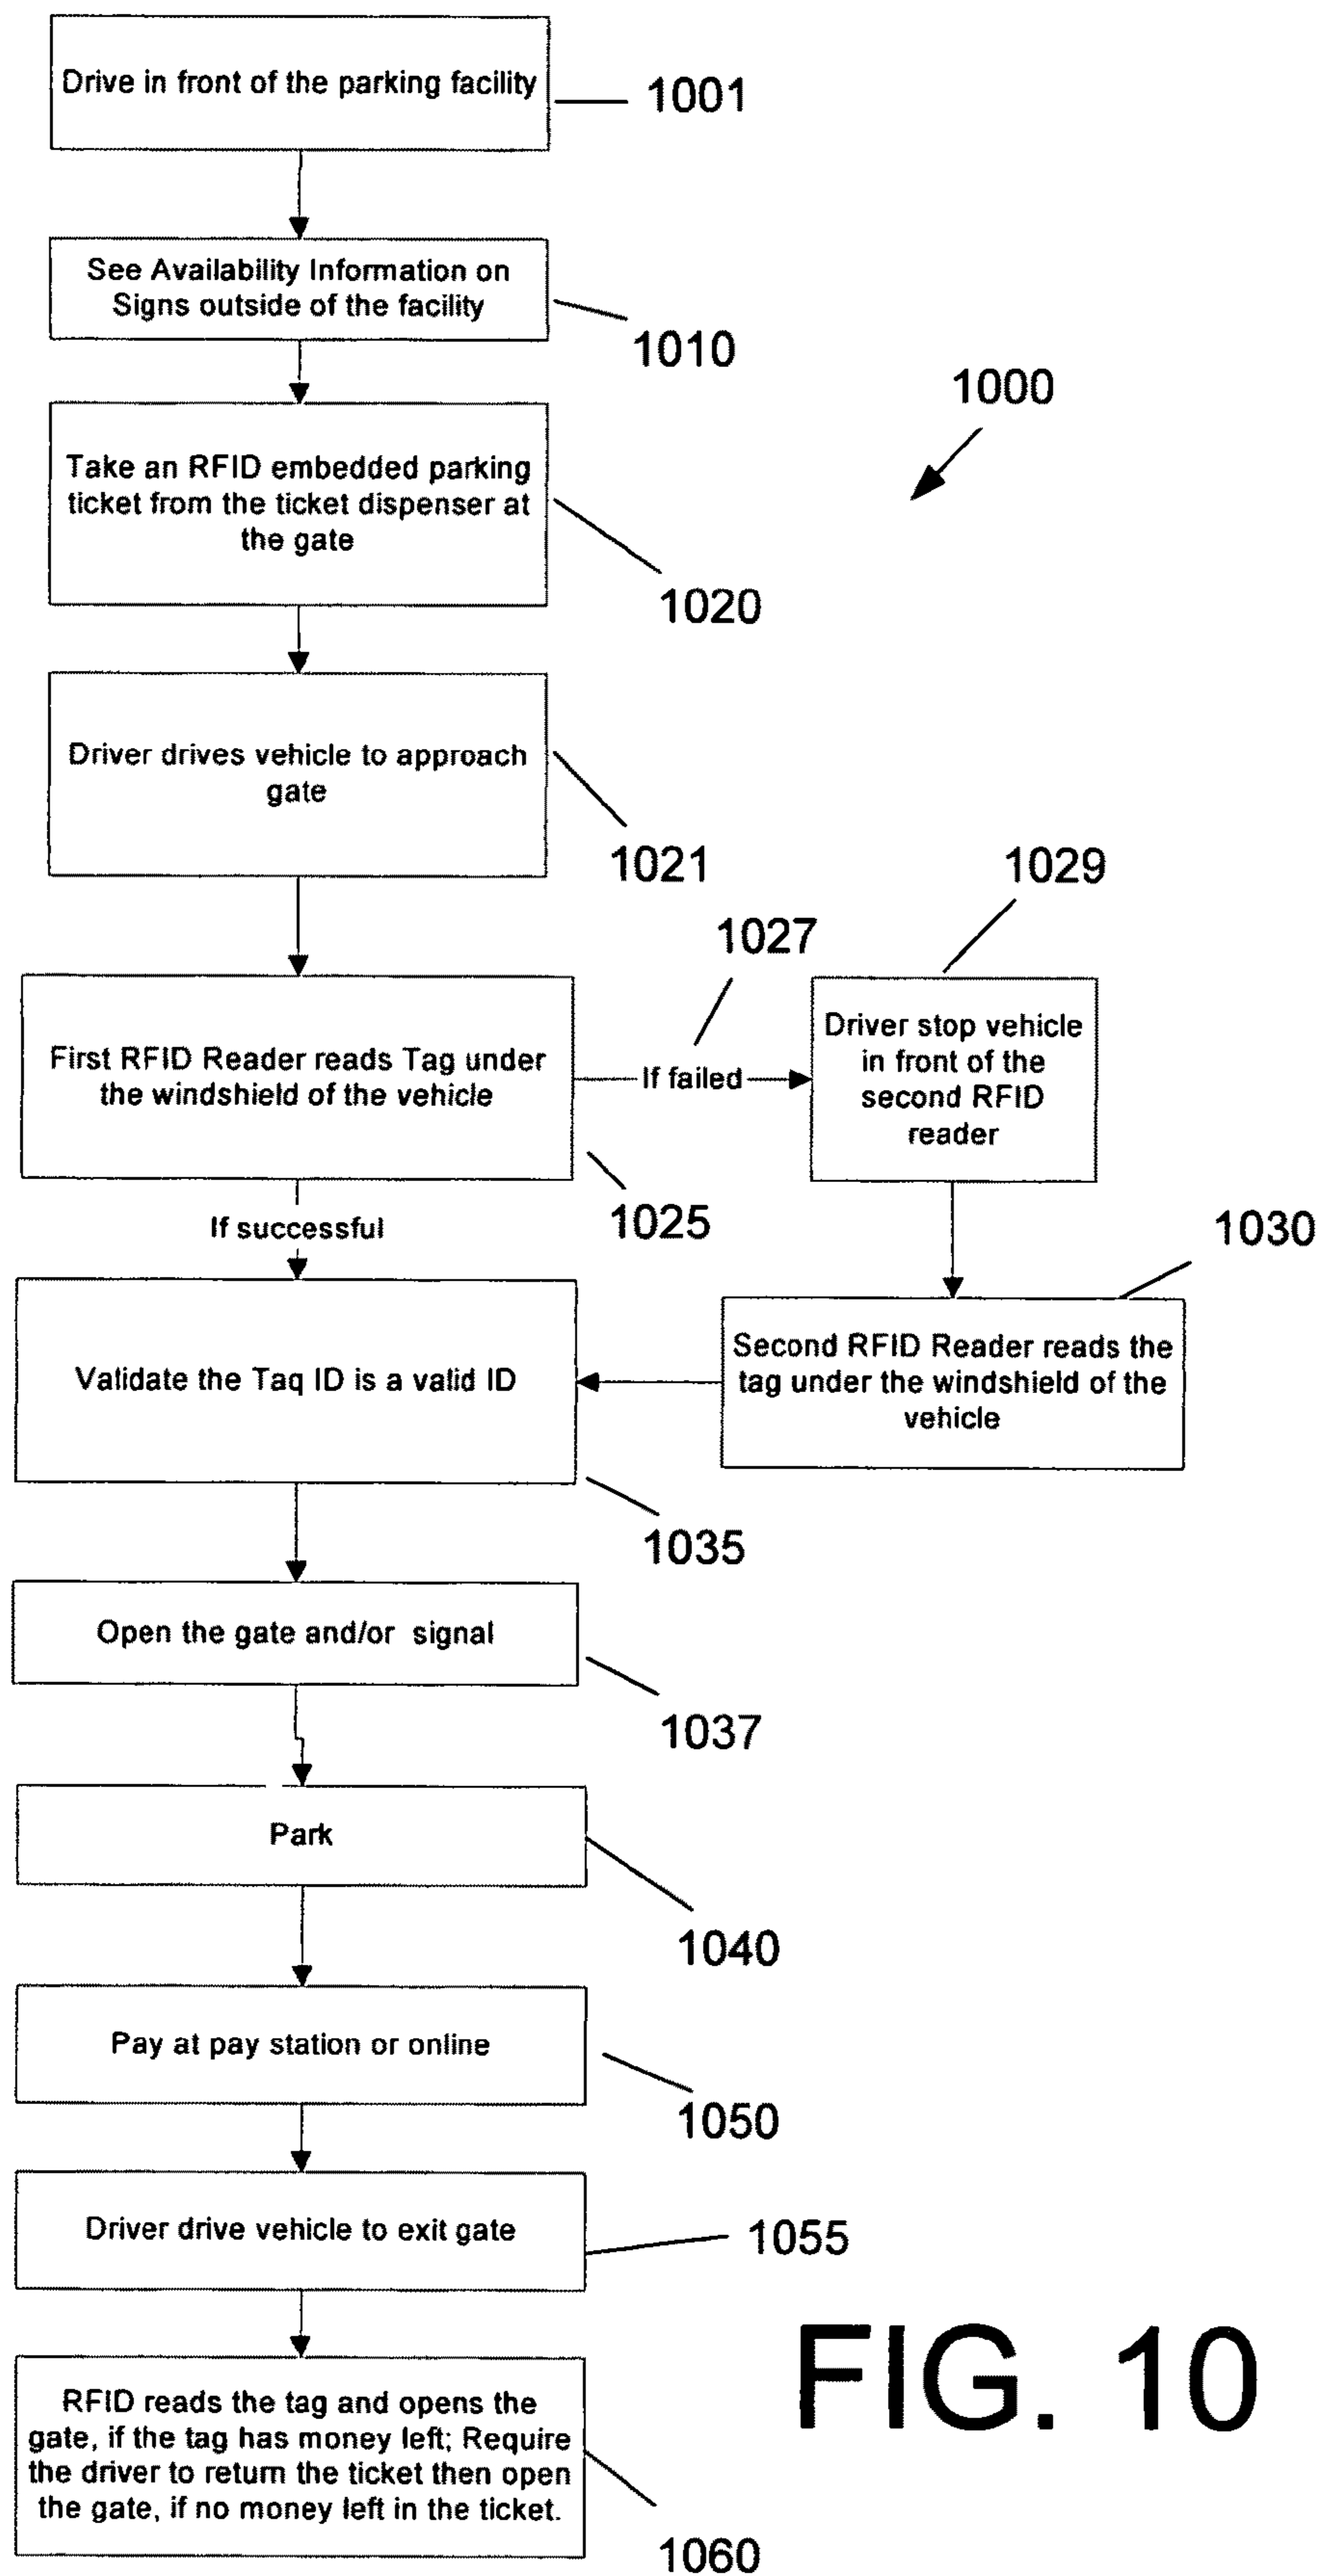 Drive in front of the parking facility
1001
See Availability Information on
Signs outside of the facility
1010
1000
Take an RFID embedded parking
ticket from the ticket dispenser at
the gate
1020
Driver drives vehicle to approach
gate
1021
1029
1027
First RFID Reader reads Tag under
the windshield of the vehicle
If failed
Driver stop vehicle
in front of the
second RFID
reader
1025
If successful
1030
Validate the Taq ID is a valid ID
Second RFID Reader reads the
tag under the windshield of the
vehicle
1035
Open the gate and/or signal
1037
Park
1040
Pay at pay station or online
1050
Driver drive vehicle to exit gate
1055
RFID reads the tag and opens the
gate, if the tag has money left; Require
the driver to return the ticket then open
the gate, if no money left in the ticket.
1060
FIG. 10